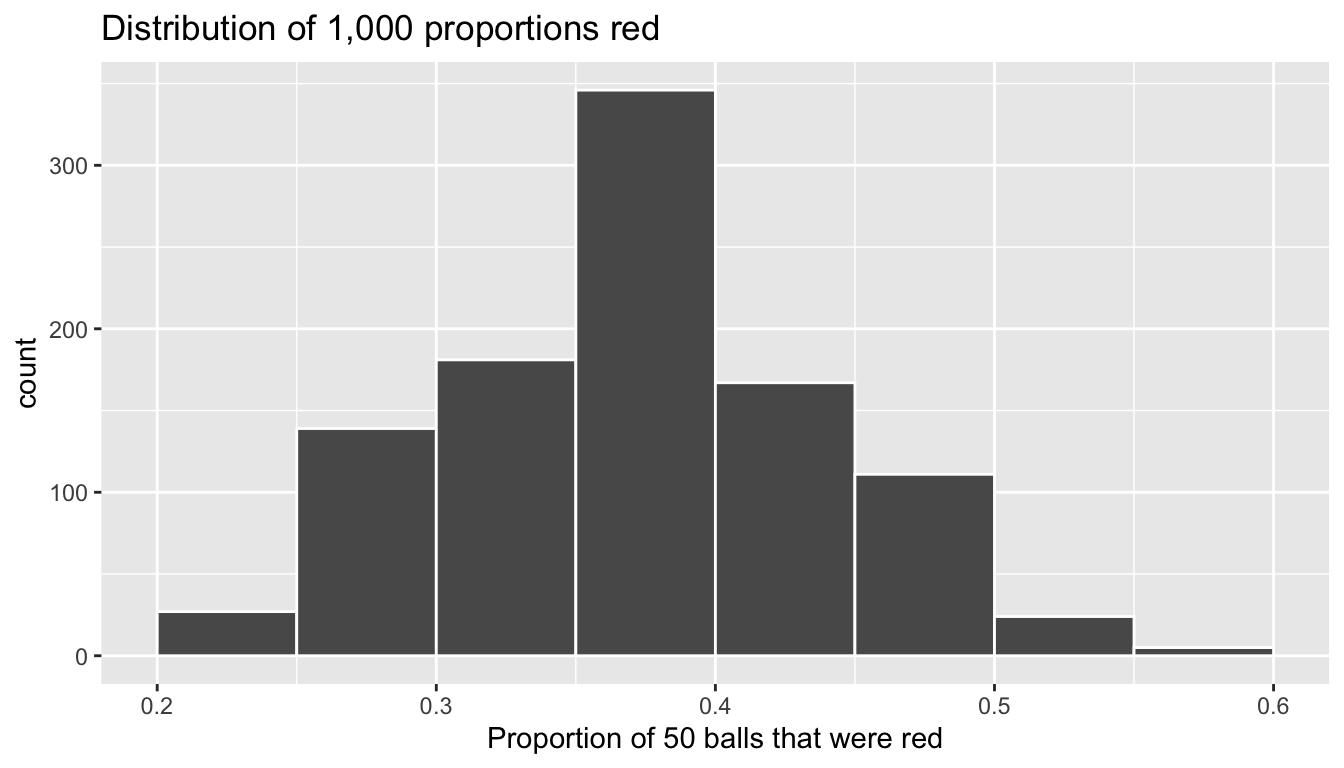 Distribution of 1,000 proportions red
300
200
100
0
count
0.2 0.3 0.4 0.5 0.6
Proportion of 50 balls that were red